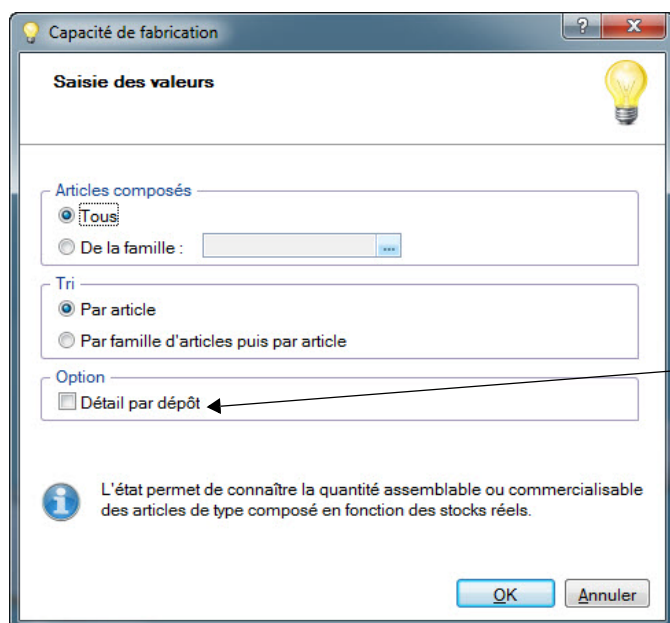 Capacité de fabrication
?
X
Saisie des valeurs
Articles composés
Tous
De la famille :
...
Tri
Par article
Par famille d'articles puis par article
Option
Détail par dépôt
L'état permet de connaître la quantité assemblable ou commercialisable
des articles de type composé en fonction des stocks réels.
OK
Annuler